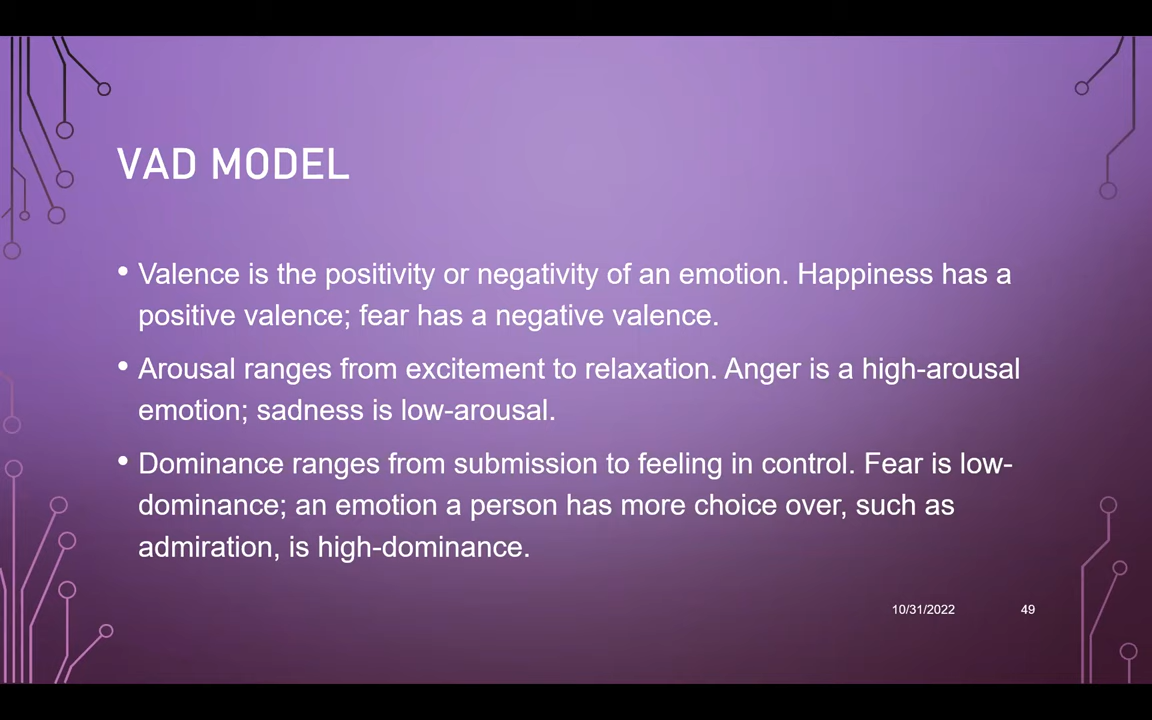 VAD MODEL
• Valence is the positivity or negativity of an emotion. Happiness has a
positive valence; fear has a negative valence.
• Arousal ranges from excitement to relaxation. Anger is a high-arousal
emotion; sadness is low-arousal.
• Dominance ranges from submission to feeling in control. Fear is low-
dominance; an emotion a person has more choice over, such as
admiration, is high-dominance.
10/31/2022 49